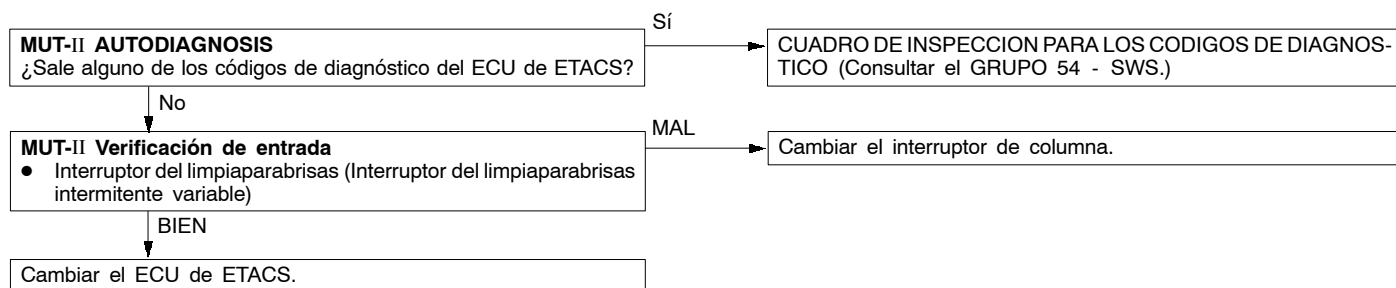 MUT-II AUTODIAGNOSIS
¿Sale alguno de los códigos de diagnóstico del ECU de ETACS?
Sí
CUADRO DE INSPECCION PARA LOS CODIGOS DE DIAGNOS-
TICO (Consultar el GRUPO 54 - SWS.)
No
MUT-II Verificación de entrada
● Interruptor del limpiaparabrisas (Interruptor del limpiaparabrisas
intermitente variable)
MAL
Cambiar el interruptor de columna.
BIEN
Cambiar el ECU de ETACS.